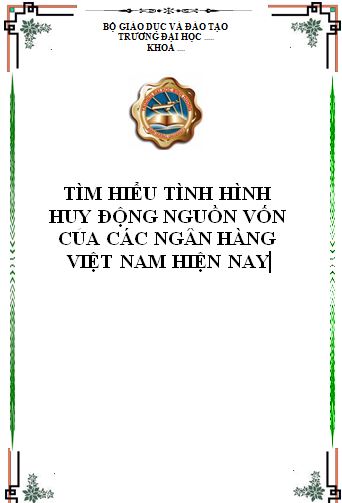 BỘ GIÁO DỤC VÀ ĐÀO TẠO
TRƯỜNG ĐẠI HỌC ....
KHOA ...
TÌM HIỂU TÌNH HÌNH
HUY ĐỘNG NGUỒN VỐN
CỦA CÁC NGÂN HÀNG
VIỆT NAM HIỆN NAY